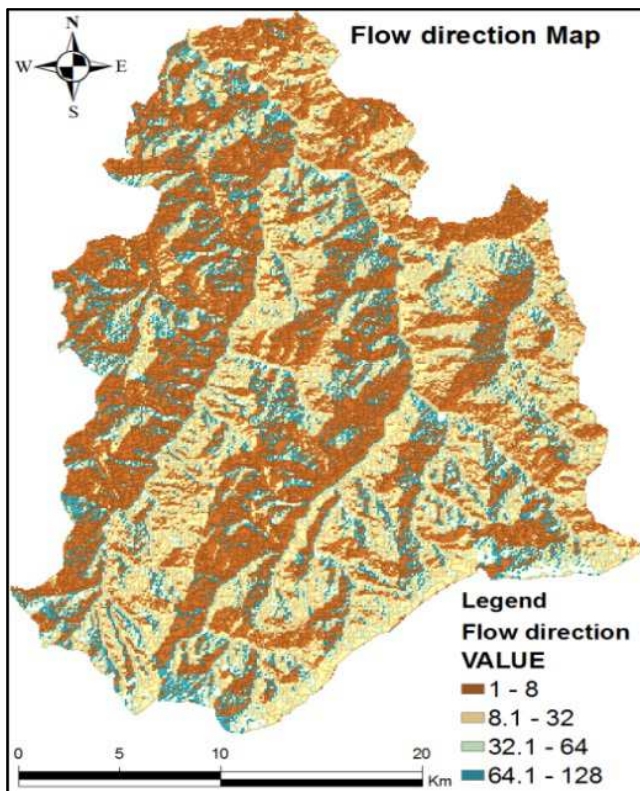 Flow direction Map
N
W E
S
Legend
Flow direction
VALUE
1 - 8
8.1 - 32
32.1 - 64
64.1 - 128
0 5 10 20
Km